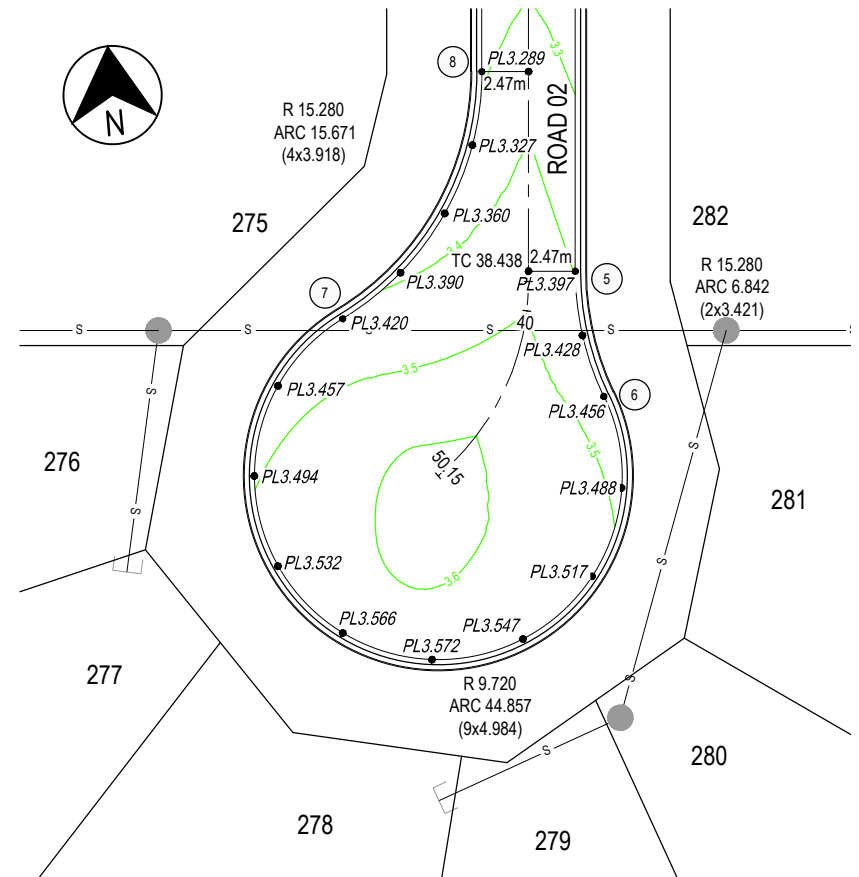 8
PL3.289
3.3
2.47m
ROAD 02
N
R 15.280
ARC 15.671
(4x3.918)
PL3.327
PL3.360
275
282
3.4
TC 38.438
2.47m
PL3.397
5
R 15.280
ARC 6.842
(2x3.421)
PL3.390
7
PL3.420
S
S
S
S
S
S
S
40
PL3.428
3.5
PL3.457
PL3.456
6
S
276
50.15
3.5
S
PL3.494
PL3.488
281
S
S
PL3.532
3.6
PL3.517
PL3.566
PL3.547
PL3.572
277
R 9.720
ARC 44.857
(9x4.984)
S
S
280
278
279